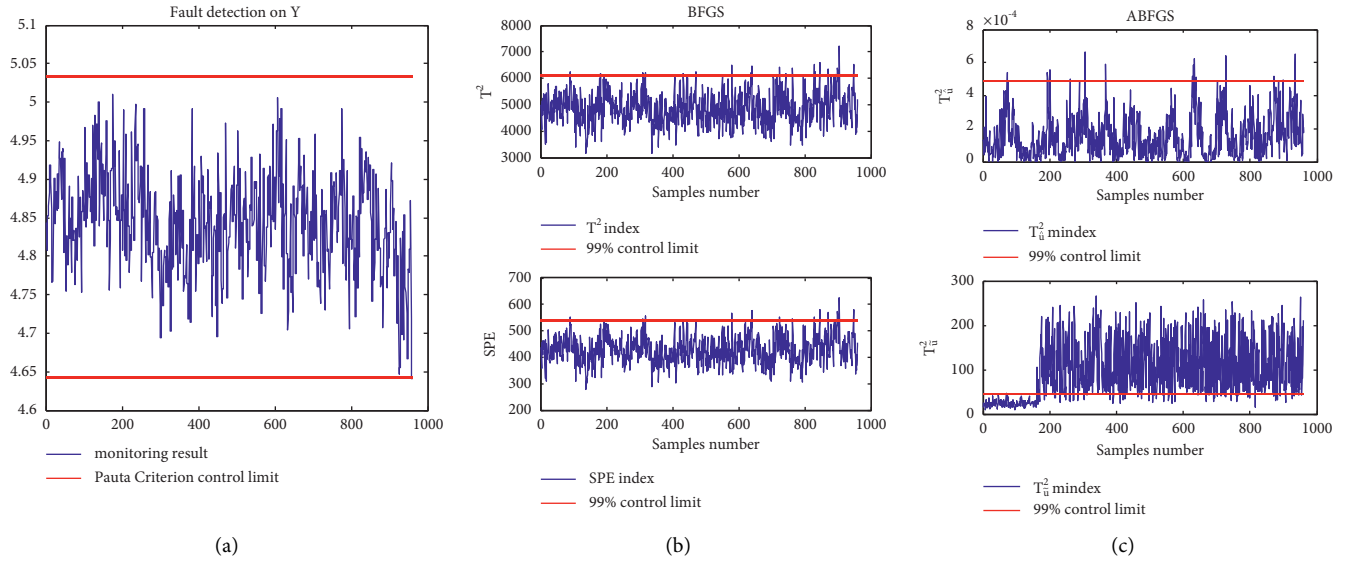 Fault detection on Y
5.1
5.05
5
4.95
4.9
4.85
4.8
4.75
4.7
4.65
4.6
0 200 400 600 800 1000
monitoring result
Pauta Criterion control limit
(a)
BFGS
8000
7000
6000
5000
4000
3000
T²
0 200 400 600 800 1000
Samples number
T² index
99% control limit
700
600
500
400
300
200
SPE
0 200 400 600 800 1000
Samples number
SPE index
99% control limit
(b)
×10⁻⁴
ABFGS
8
6
4
2
0
T²û
0 200 400 600 800 1000
Samples number
T²û mindex
99% control limit
300
200
100
0
T²ũ
0 200 400 600 800 1000
Samples number
T²ũ mindex
99% control limit
(c)